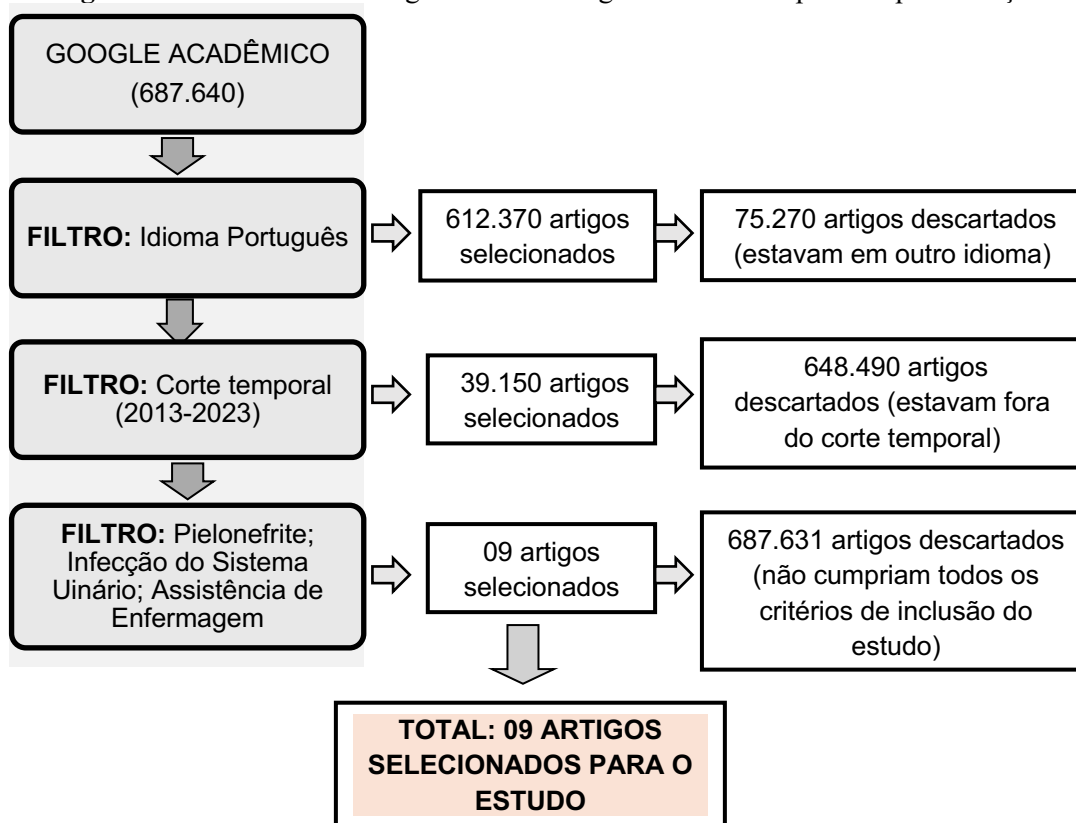 GOOGLE ACADÊMICO
(687.640)
FILTRO: Idioma Português
612.370 artigos
selecionados
75.270 artigos descartados
(estavam em outro idioma)
FILTRO: Corte temporal
(2013-2023)
39.150 artigos
selecionados
648.490 artigos
descartados (estavam fora
do corte temporal)
FILTRO: Pielonefrite;
Infecção do Sistema
Uinário; Assistência de
Enfermagem
09 artigos
selecionados
687.631 artigos descartados
(não cumpriam todos os
critérios de inclusão do
estudo)
TOTAL: 09 ARTIGOS
SELECIONADOS PARA O
ESTUDO